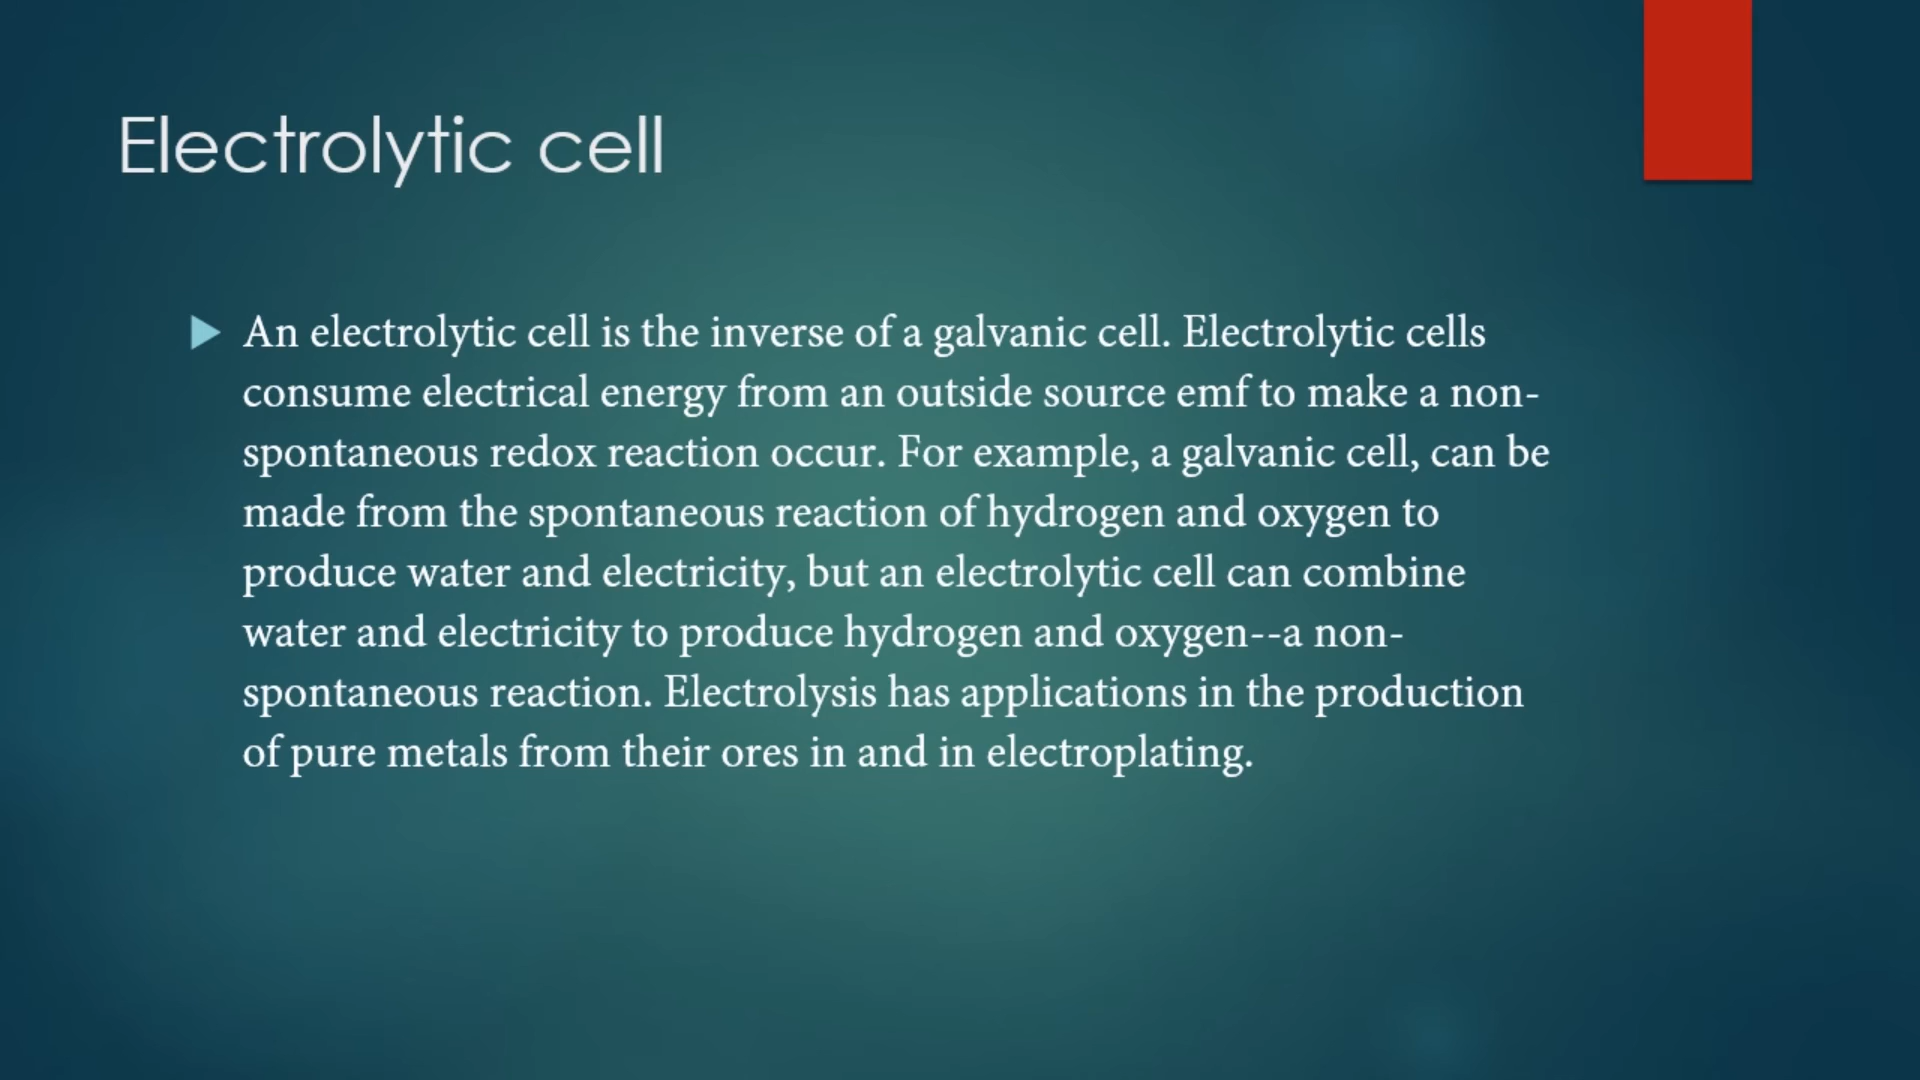 Electrolytic cell
An electrolytic cell is the inverse of a galvanic cell. Electrolytic cells
consume electrical energy from an outside source emf to make a non-
spontaneous redox reaction occur. For example, a galvanic cell, can be
made from the spontaneous reaction of hydrogen and oxygen to
produce water and electricity, but an electrolytic cell can combine
water and electricity to produce hydrogen and oxygen--a non-
spontaneous reaction. Electrolysis has applications in the production
of pure metals from their ores in and in electroplating.